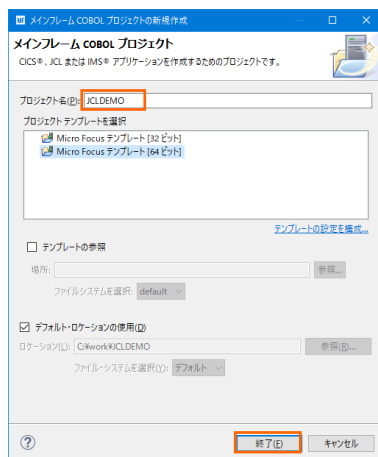 メインフレーム COBOL プロジェクトの新規作成
メインフレーム COBOL プロジェクト
CICS®、JCL または IMS® アプリケーションを作成するためのプロジェクトです。
プロジェクト名(P): JCLDEMO
プロジェクト テンプレートを選択
Micro Focus テンプレート [32 ビット]
Micro Focus テンプレート [64 ビット]
テンプレートの設定を構成...
テンプレートの参照
場所: 参照...
ファイルシステムを選択: default
デフォルト・ロケーションの使用(D)
ロケーション(L): C:¥work¥JCLDEMO 参照(R)...
ファイル・システムを選択(Y): デフォルト
終了(F) キャンセル